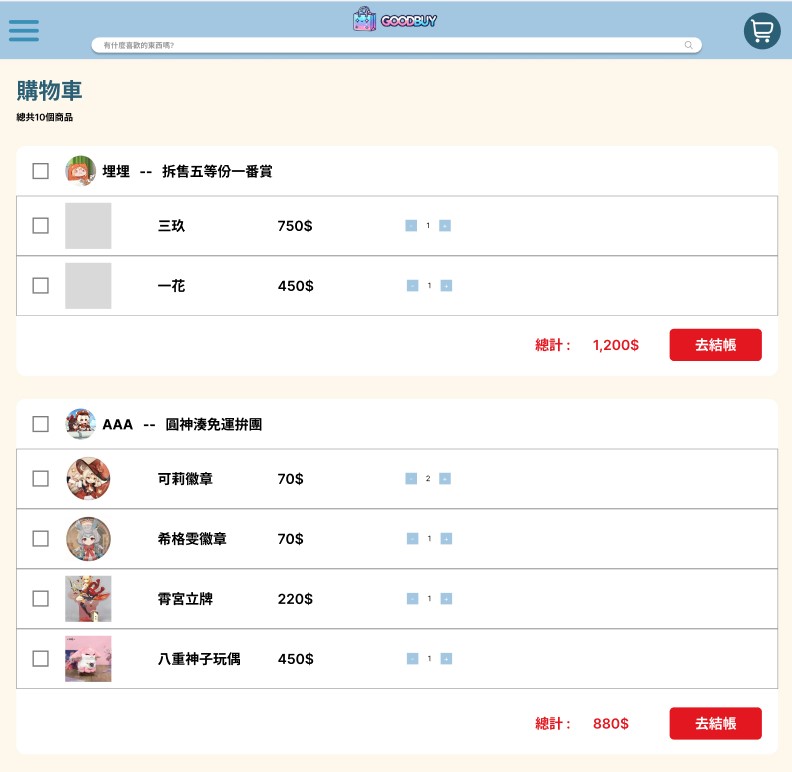 GOODBUY
有什麼喜歡的東西嗎?
購物車
總共10個商品
埋埋 -- 拆售五等份一番賞
三玖 750$ - 1 +
一花 450$ - 1 +
總計： 1,200$ 去結帳
AAA -- 圓神湊免運拚團
可莉徽章 70$ - 2 +
希格雯徽章 70$ - 1 +
霄宮立牌 220$ - 1 +
八重神子玩偶 450$ - 1 +
總計： 880$ 去結帳